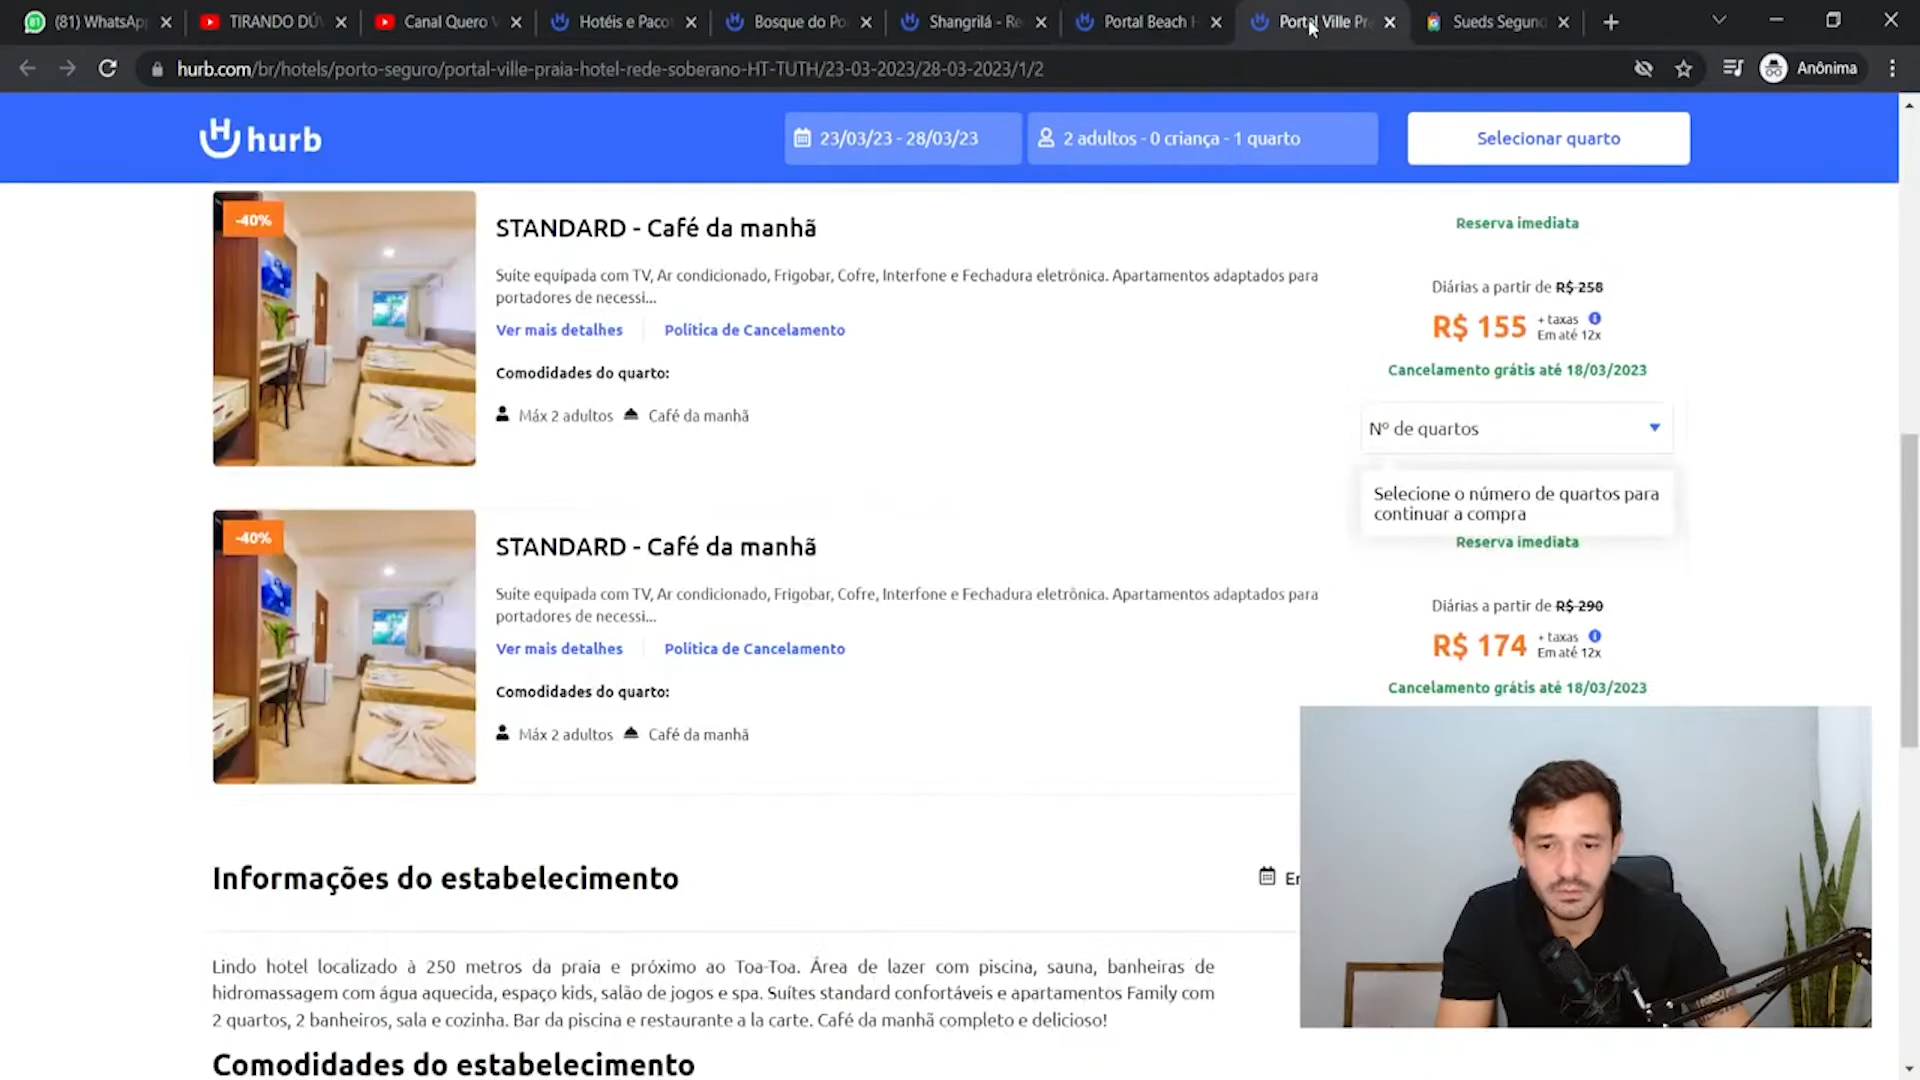 (81) WhatsAp
TIRANDO DÚV
Canal Quero V
Hotéis e Paco
Bosque do Po
Shangrilá - Re
Portal Beach H
Portal Ville Pr
Sueds Segun
hurb.com/br/hotels/porto-seguro/portal-ville-praia-hotel-rede-soberano-HT-TUTH/23-03-2023/28-03-2023/1/2
Anônima
hurb
23/03/23 - 28/03/23
2 adultos - 0 criança - 1 quarto
Selecionar quarto
-40%
STANDARD - Café da manhã
Suíte equipada com TV, Ar condicionado, Frigobar, Cofre, Interfone e Fechadura eletrônica. Apartamentos adaptados para
portadores de necessi...
Ver mais detalhes
Política de Cancelamento
Comodidades do quarto:
Máx 2 adultos
Café da manhã
Reserva imediata
Diárias a partir de R$ 258
R$ 155
+ taxas
Em até 12x
Cancelamento grátis até 18/03/2023
Nº de quartos
Selecione o número de quartos para
continuar a compra
-40%
STANDARD - Café da manhã
Suíte equipada com TV, Ar condicionado, Frigobar, Cofre, Interfone e Fechadura eletrônica. Apartamentos adaptados para
portadores de necessi...
Ver mais detalhes
Política de Cancelamento
Comodidades do quarto:
Máx 2 adultos
Café da manhã
Reserva imediata
Diárias a partir de R$ 290
R$ 174
+ taxas
Em até 12x
Cancelamento grátis até 18/03/2023
Informações do estabelecimento
Lindo hotel localizado à 250 metros da praia e próximo ao Toa-Toa. Área de lazer com piscina, sauna, banheiras de
hidromassagem com água aquecida, espaço kids, salão de jogos e spa. Suítes standard confortáveis e apartamentos Family com
2 quartos, 2 banheiros, sala e cozinha. Bar da piscina e restaurante a la carte. Café da manhã completo e delicioso!
Comodidades do estabelecimento